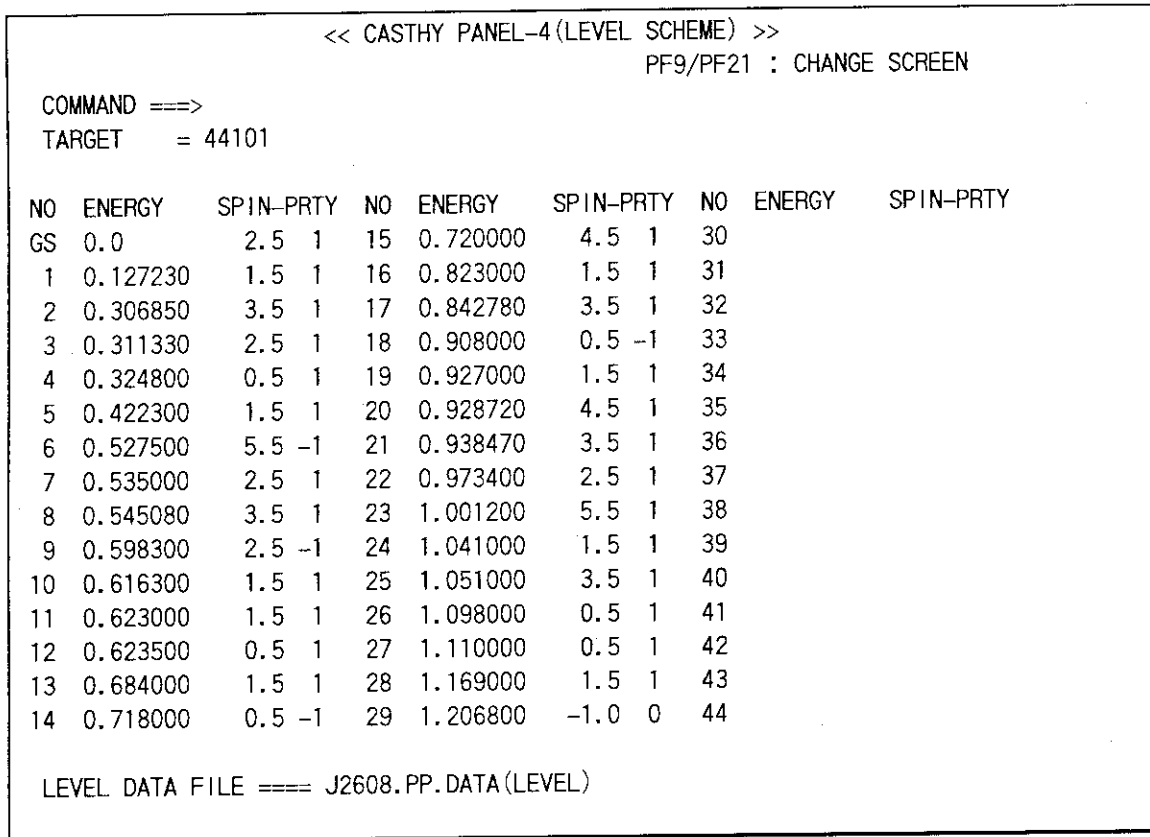 << CASTHY PANEL-4(LEVEL SCHEME) >>
PF9/PF21 : CHANGE SCREEN
COMMAND ===>
TARGET = 44101
NO ENERGY SPIN-PRTY NO ENERGY SPIN-PRTY NO ENERGY SPIN-PRTY
GS 0.0 2.5 1 15 0.720000 4.5 1 30
1 0.127230 1.5 1 16 0.823000 1.5 1 31
2 0.306850 3.5 1 17 0.842780 3.5 1 32
3 0.311330 2.5 1 18 0.908000 0.5 -1 33
4 0.324800 0.5 1 19 0.927000 1.5 1 34
5 0.422300 1.5 1 20 0.928720 4.5 1 35
6 0.527500 5.5 -1 21 0.938470 3.5 1 36
7 0.535000 2.5 1 22 0.973400 2.5 1 37
8 0.545080 3.5 1 23 1.001200 5.5 1 38
9 0.598300 2.5 -1 24 1.041000 1.5 1 39
10 0.616300 1.5 1 25 1.051000 3.5 1 40
11 0.623000 1.5 1 26 1.098000 0.5 1 41
12 0.623500 0.5 1 27 1.110000 0.5 1 42
13 0.684000 1.5 1 28 1.169000 1.5 1 43
14 0.718000 0.5 -1 29 1.206800 -1.0 0 44
LEVEL DATA FILE ==== J2608.PP.DATA(LEVEL)